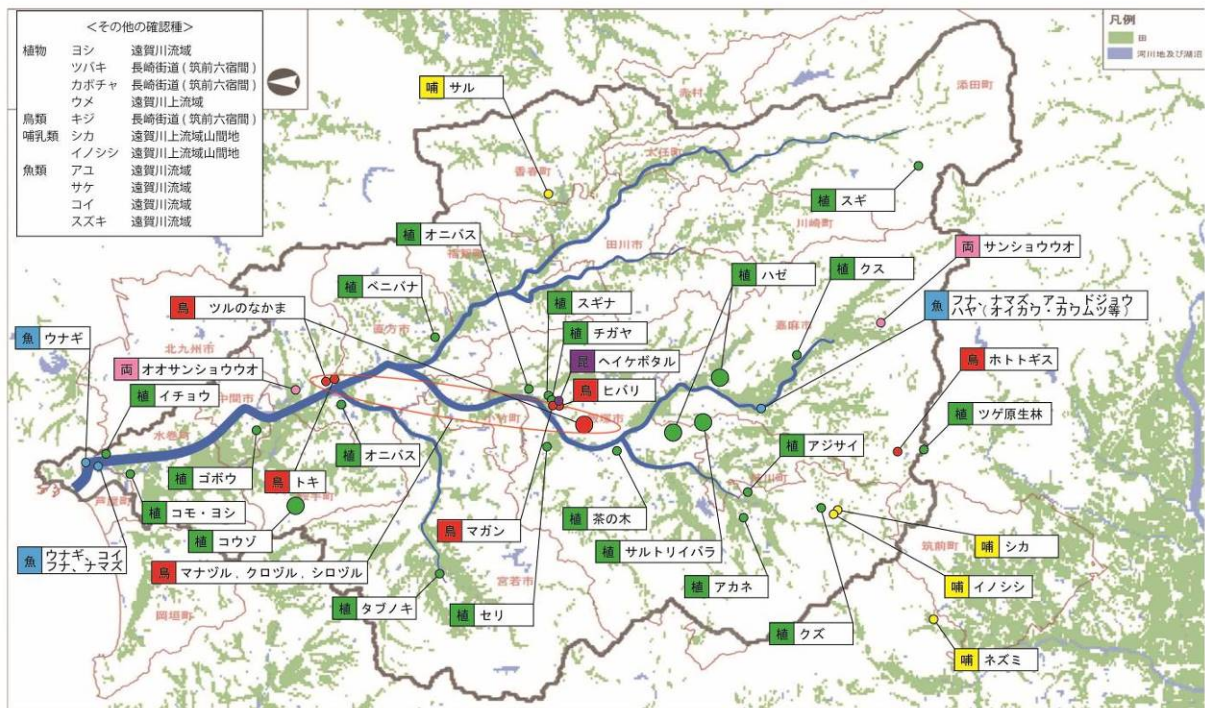 <その他の確認種>
植物 ヨシ 遠賀川流域
ツバキ 長崎街道(筑前六宿間)
カボチャ 長崎街道(筑前六宿間)
ウメ 遠賀川上流域
鳥類 キジ 長崎街道(筑前六宿間)
哺乳類 シカ 遠賀川上流域山間地
イノシシ 遠賀川上流域山間地
魚類 アユ 遠賀川流域
サケ 遠賀川流域
コイ 遠賀川流域
スズキ 遠賀川流域
凡例
田
河川地及び湖沼
添田町
赤村
哺 サル
大任町
香春町
植 スギ
川崎町
植 オニバス
田川市
両 サンショウウオ
植 ベニバナ
植 スギナ
植 ハゼ
植 クス
鳥 ツルのなかま
植 チガヤ
魚 フナ、ナマズ、アユ、ドジョウ
ハヤ(オイカワ・カワムツ等)
魚 ウナギ
直方市
嘉麻市
北九州市
昆 ヘイケボタル
鳥 ホトトギス
両 オオサンショウウオ
鳥 ヒバリ
植 イチョウ
中間市
小竹町
飯塚市
植 ツゲ原生林
水巻町
植 アジサイ
植 オニバス
植 ゴボウ
鳥 トキ
芦屋町
植 コモ・ヨシ
鳥 マガン
植 茶の木
植 コウゾ
筑前町
哺 シカ
植 サルトリイバラ
魚 ウナギ、コイ
フナ、ナマズ
鳥 マナヅル、クロヅル、シロヅル
宮若市
植 アカネ
哺 イノシシ
岡垣町
植 タブノキ
植 セリ
植 クズ
哺 ネズミ